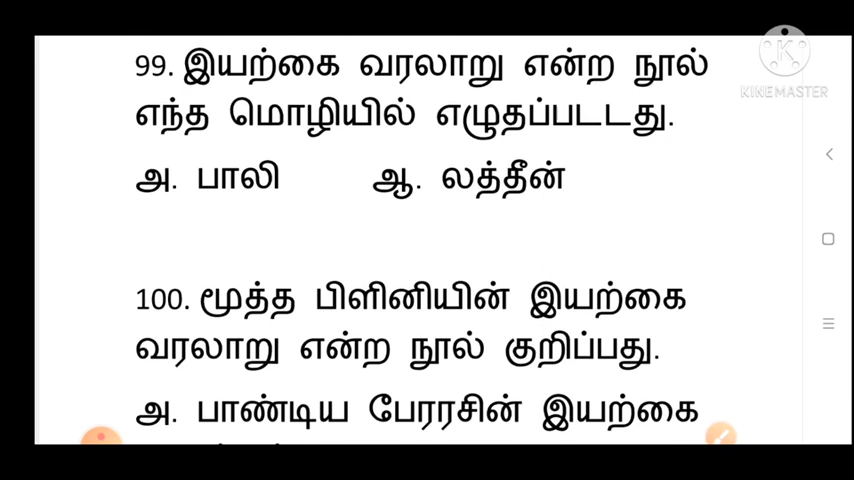 99. இயற்கை வரலாறு என்ற நூல்
எந்த மொழியில் எழுதப்படடது.
அ. பாலி ஆ. லத்தீன்
100. மூத்த பிளினியின் இயற்கை
வரலாறு என்ற நூல் குறிப்பது.
அ. பாண்டிய பேரரசின் இயற்கை
KINEMASTER